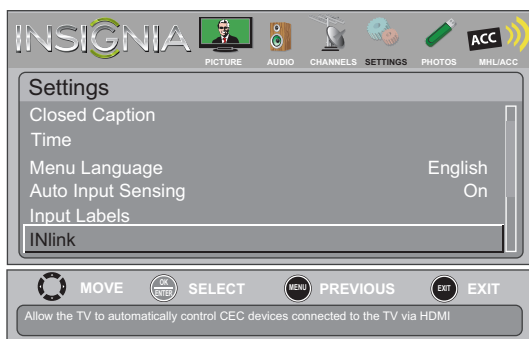 INSIGNIA
PICTURE AUDIO CHANNELS SETTINGS PHOTOS MHL/ACC
ACC
Settings
Closed Caption
Time
Menu Language English
Auto Input Sensing On
Input Labels
INlink
MOVE OK ENTER SELECT MENU PREVIOUS EXIT EXIT
Allow the TV to automatically control CEC devices connected to the TV via HDMI